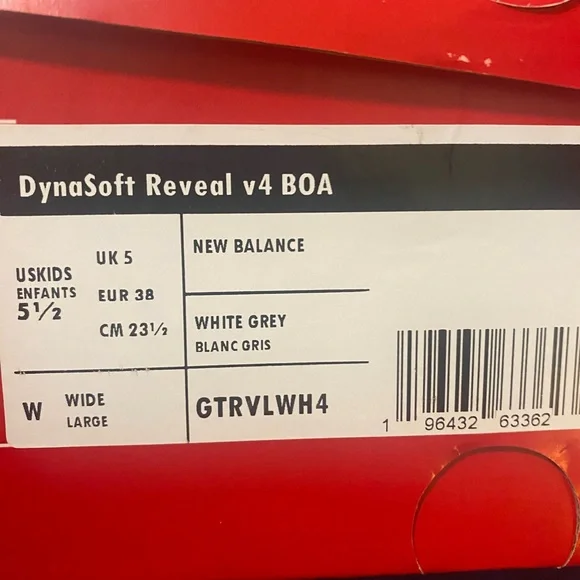 DynaSoft Reveal v4 BOA
USKIDS
ENFANTS
5½
UK 5
EUR 38
CM 23½
NEW BALANCE
WHITE GREY
BLANC GRIS
W
WIDE
LARGE
GTRVLWH4
1 96432 63362